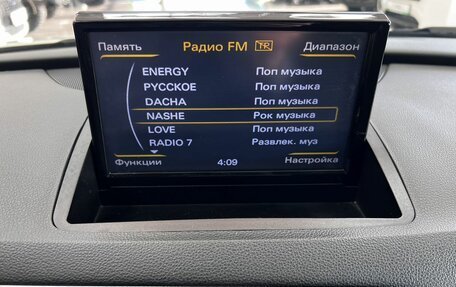 Память Радио FM TR Диапазон
ENERGY Поп музыка
РУССКОЕ Поп музыка
DACHA Поп музыка
NASHE Рок музыка
LOVE Поп музыка
RADIO 7 Развлек. муз
Функции 4:09 Настройка